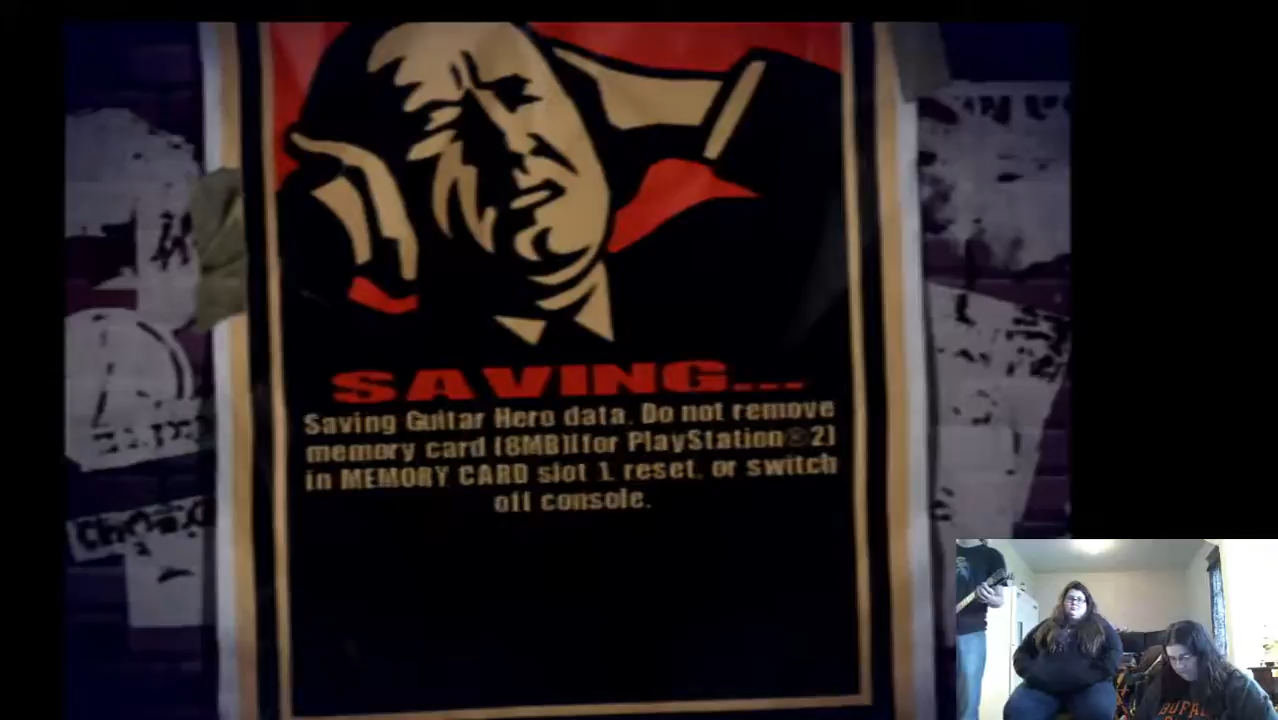 SAVING...
Saving Guitar Hero data. Do not remove
memory card (8MB)(for PlayStation®2)
in MEMORY CARD slot 1, reset, or switch
off console.